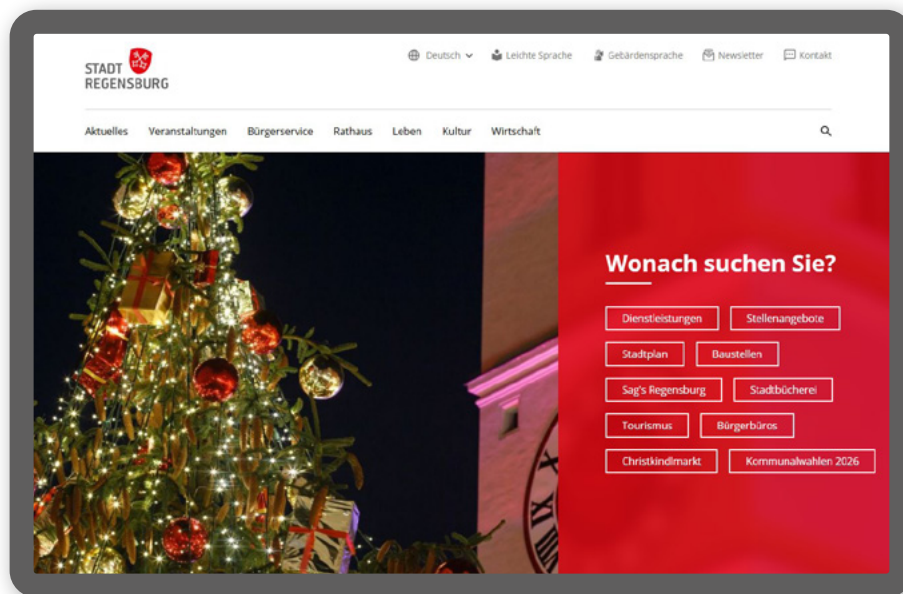 STADT
REGENSBURG
Deutsch Leichte Sprache Gebärdensprache Newsletter Kontakt
Aktuelles Veranstaltungen Bürgerservice Rathaus Leben Kultur Wirtschaft
Wonach suchen Sie?
Dienstleistungen Stellenangebote
Stadtplan Baustellen
Sag's Regensburg Stadtbücherei
Tourismus Bürgerbüros
Christkindlmarkt Kommunalwahlen 2026